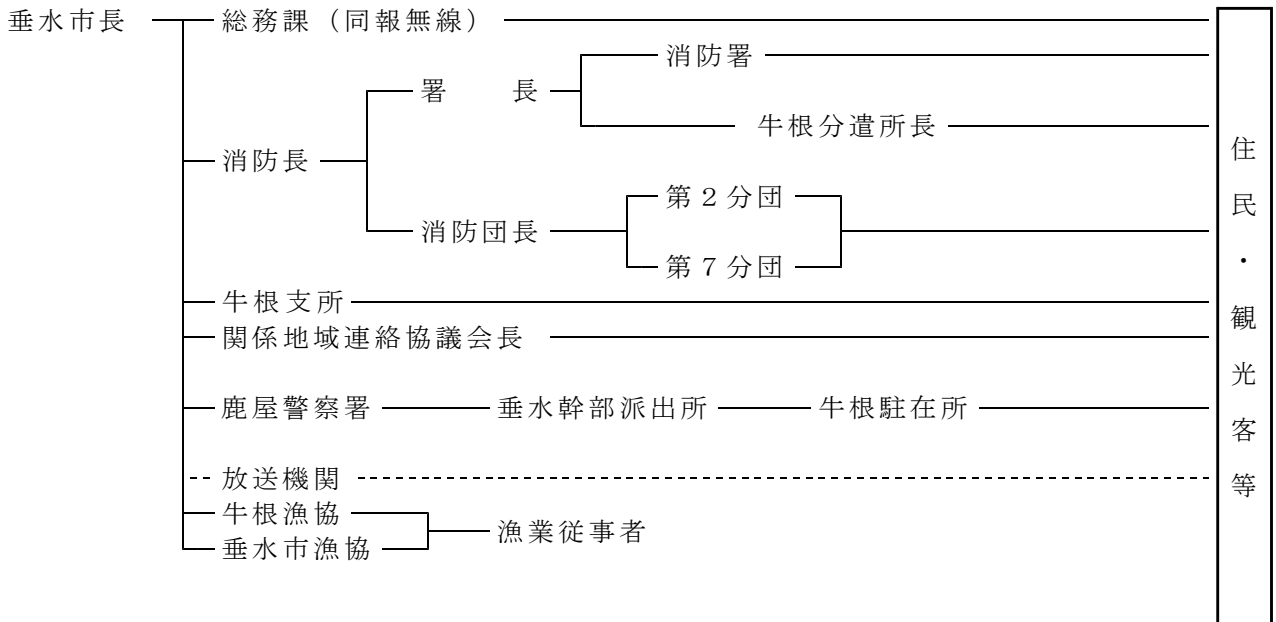 垂水市長
総務課（同報無線）
消防署
署　　長
牛根分遣所長
消防長
第２分団
消防団長
第７分団
牛根支所
関係地域連絡協議会長
鹿屋警察署
垂水幹部派出所
牛根駐在所
放送機関
牛根漁協
漁業従事者
垂水市漁協
住民・観光客等